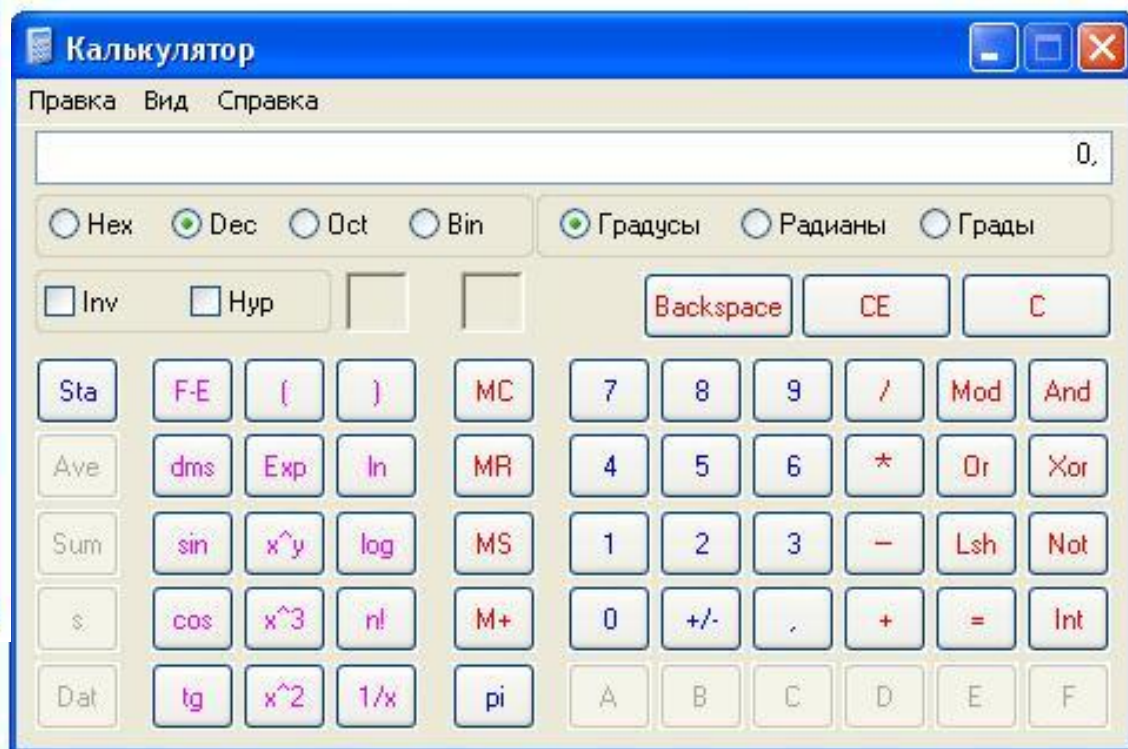 Калькулятор
Правка Вид Справка
0,
Hex Dec Oct Bin Градусы Радианы Грады
Inv Hyp Backspace CE C
Sta F-E ( ) MC 7 8 9 / Mod And
Ave dms Exp ln MR 4 5 6 * Or Xor
Sum sin x^y log MS 1 2 3 − Lsh Not
s cos x^3 n! M+ 0 +/- , + = Int
Dat tg x^2 1/x pi A B C D E F